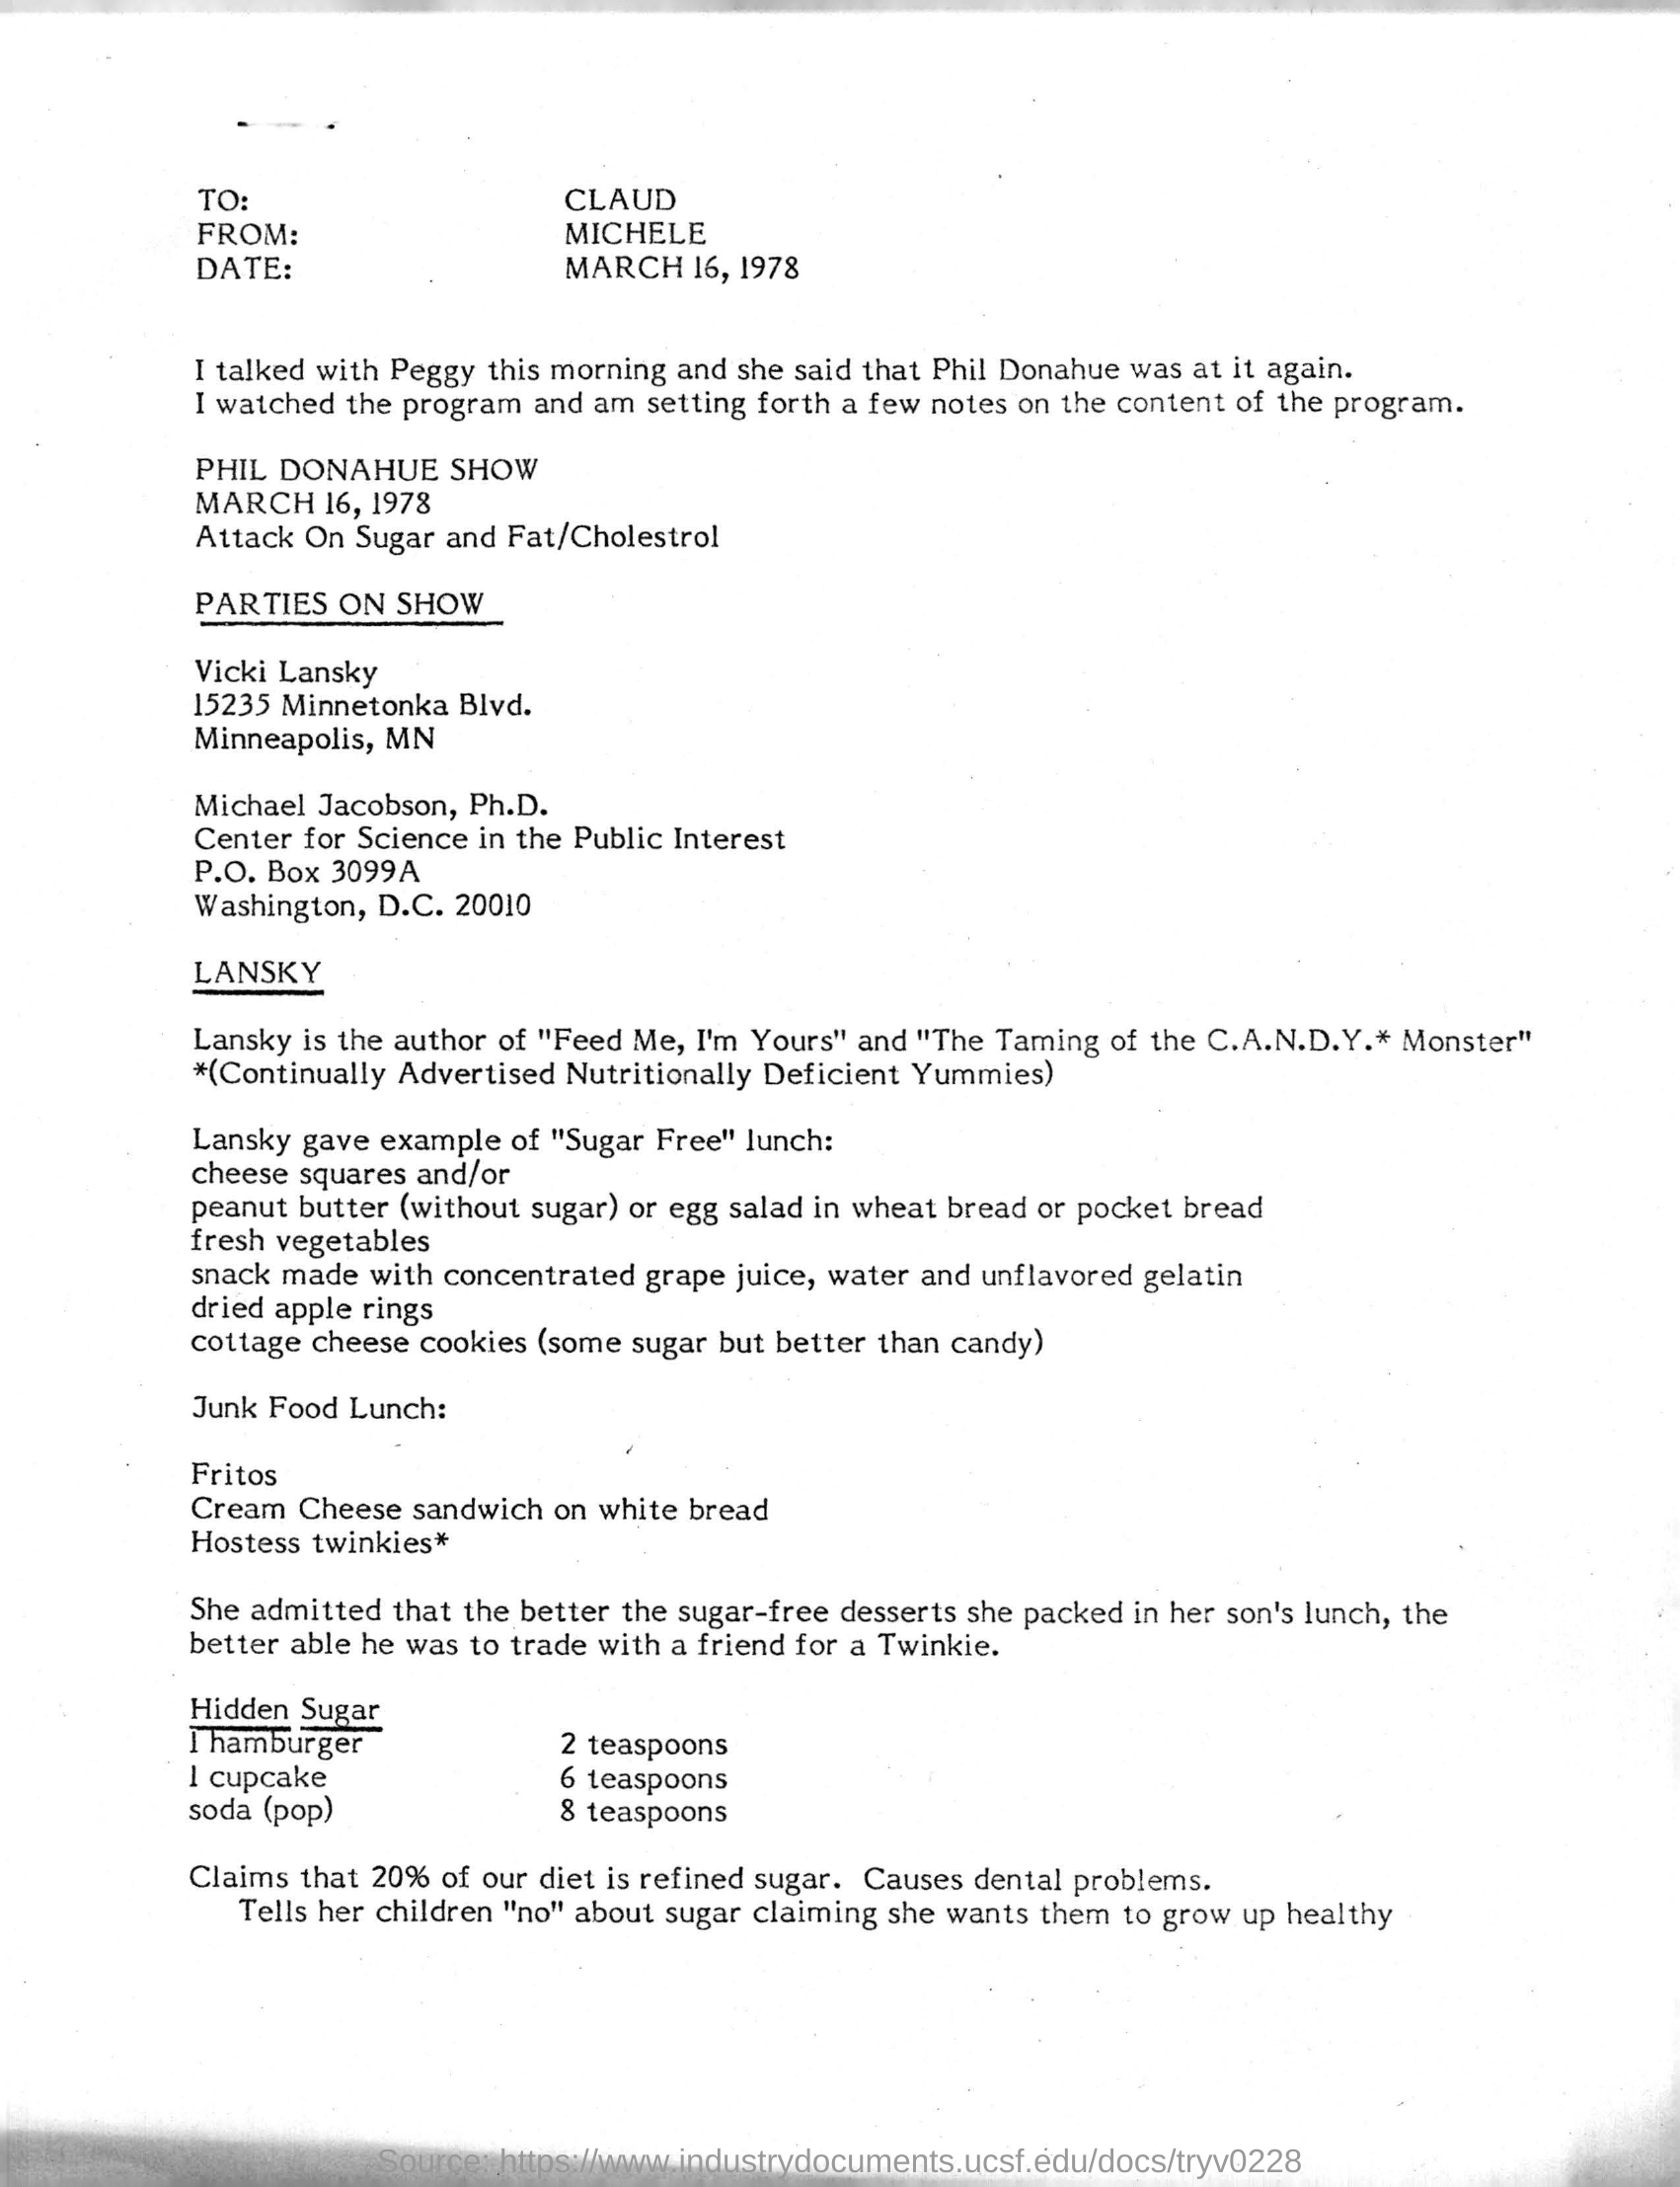 TO: CLAUD
FROM: MICHELE
DATE: MARCH 16, 1978
I talked with Peggy this morning and she said that Phil Donahue was at it again.
I watched the program and am setting forth a few notes on the content of the program.
PHIL DONAHUE SHOW
MARCH 16, 1978
Attack On Sugar and Fat/Cholestrol
PARTIES ON SHOW
Vicki Lansky
15235 Minnetonka Blvd.
Minneapolis, MN
Michael Jacobson, Ph.D.
Center for Science in the Public Interest
P.O. Box 3099A
Washington, D.C. 20010
LANSKY
Lansky is the author of "Feed Me, I'm Yours" and "The Taming of the C.A.N.D.Y.* Monster"
*(Continually Advertised Nutritionally Deficient Yummies)
Lansky gave example of "Sugar Free" lunch:
cheese squares and/or
peanut butter (without sugar) or egg salad in wheat bread or pocket bread
fresh vegetables
snack made with concentrated grape juice, water and unflavored gelatin
dried apple rings
cottage cheese cookies (some sugar but better than candy)
Junk Food Lunch:
Fritos
Cream Cheese sandwich on white bread
Hostess twinkies*
She admitted that the better the sugar-free desserts she packed in her son's lunch, the
better able he was to trade with a friend for a Twinkie.
Hidden Sugar
1 hamburger 2 teaspoons
1 cupcake 6 teaspoons
soda (pop) 8 teaspoons
Claims that 20% of our diet is refined sugar. Causes dental problems.
Tells her children "no" about sugar claiming she wants them to grow up healthy
Source: https://www.industrydocuments.ucsf.edu/docs/tryv0228